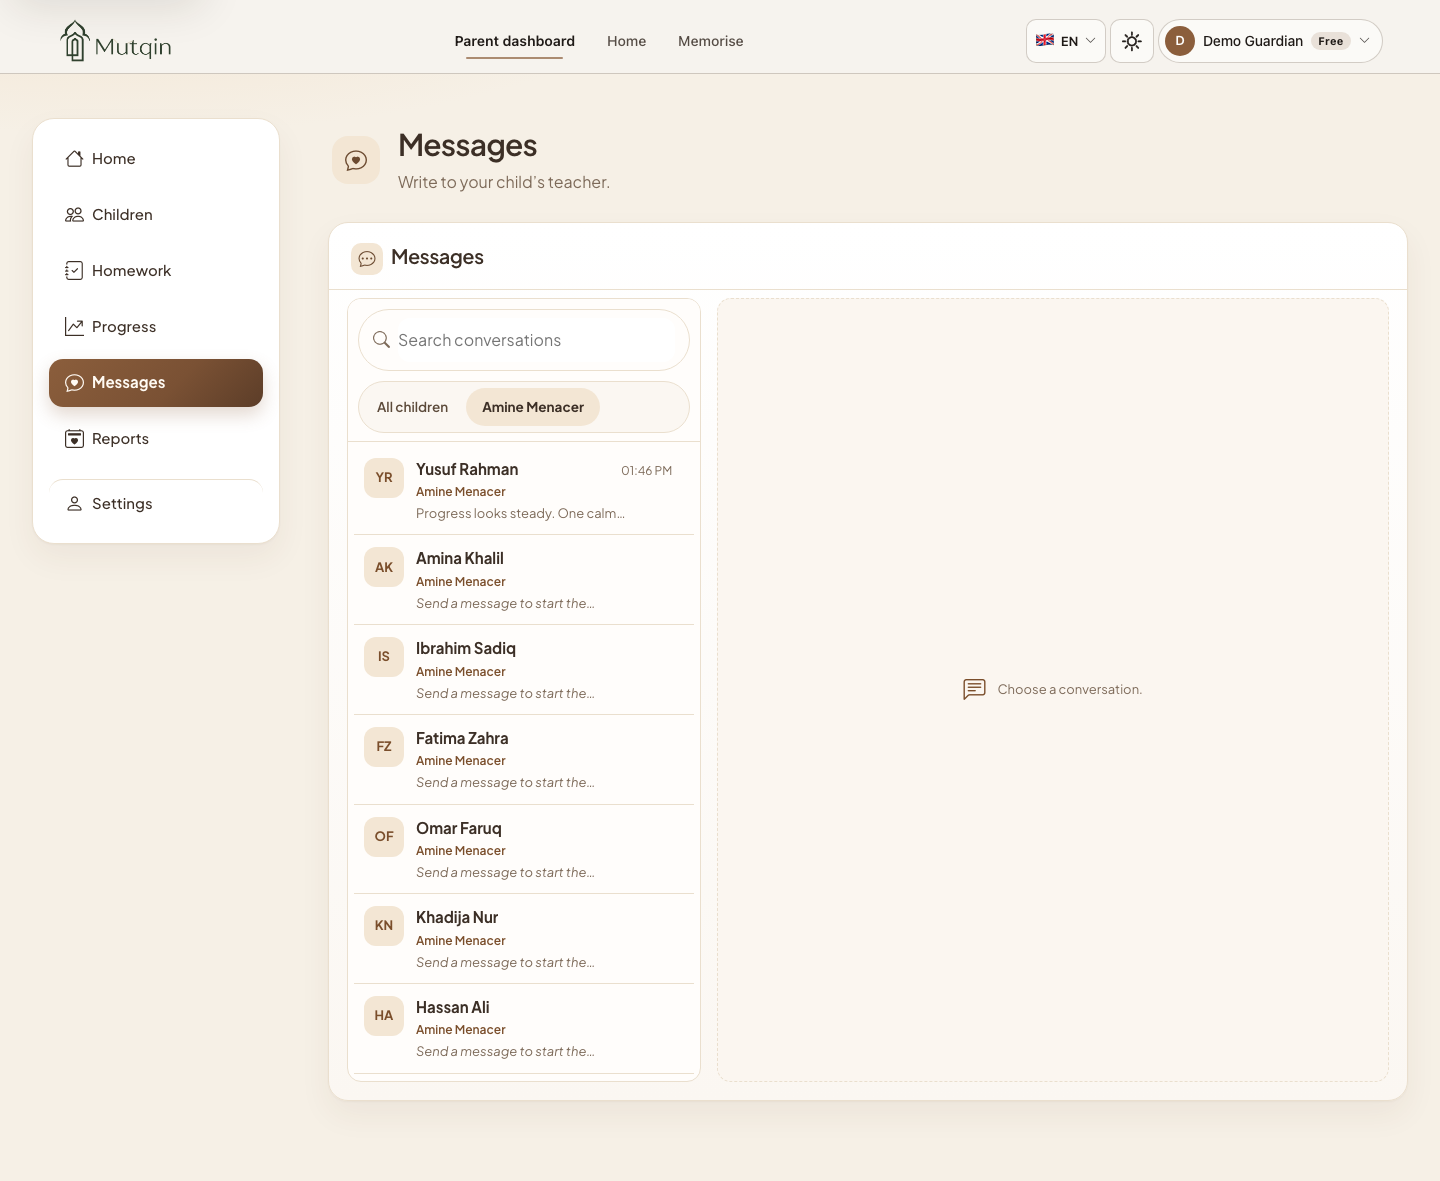 Mutqin
Parent dashboard
Home
Memorise
EN
D
Demo Guardian
Free
Home
Children
Homework
Progress
Messages
Reports
Settings
Messages
Write to your child's teacher.
Messages
Search conversations
All children
Amine Menacer
YR
Yusuf Rahman
01:46 PM
Amine Menacer
Progress looks steady. One calm...
AK
Amina Khalil
Amine Menacer
Send a message to start the...
IS
Ibrahim Sadiq
Amine Menacer
Send a message to start the...
FZ
Fatima Zahra
Amine Menacer
Send a message to start the...
OF
Omar Faruq
Amine Menacer
Send a message to start the...
KN
Khadija Nur
Amine Menacer
Send a message to start the...
HA
Hassan Ali
Amine Menacer
Send a message to start the...
Choose a conversation.